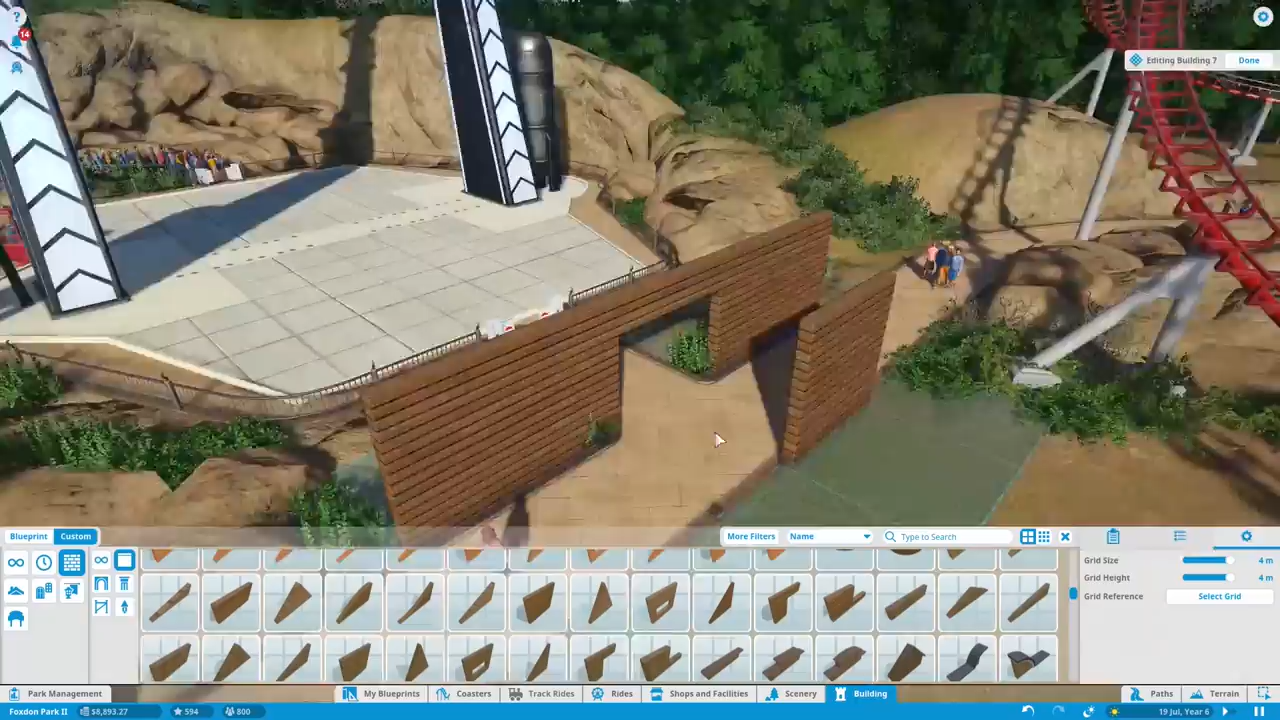 ?
14
Editing Building 7
Done
Blueprint
Custom
More Filters
Name
Type to Search
Grid Size
4 m
Grid Height
4 m
Grid Reference
Select Grid
Park Management
My Blueprints
Coasters
Track Rides
Rides
Shops and Facilities
Scenery
Building
Paths
Terrain
Foxdon Park II
$8,893.27
594
800
19 Jul, Year 6